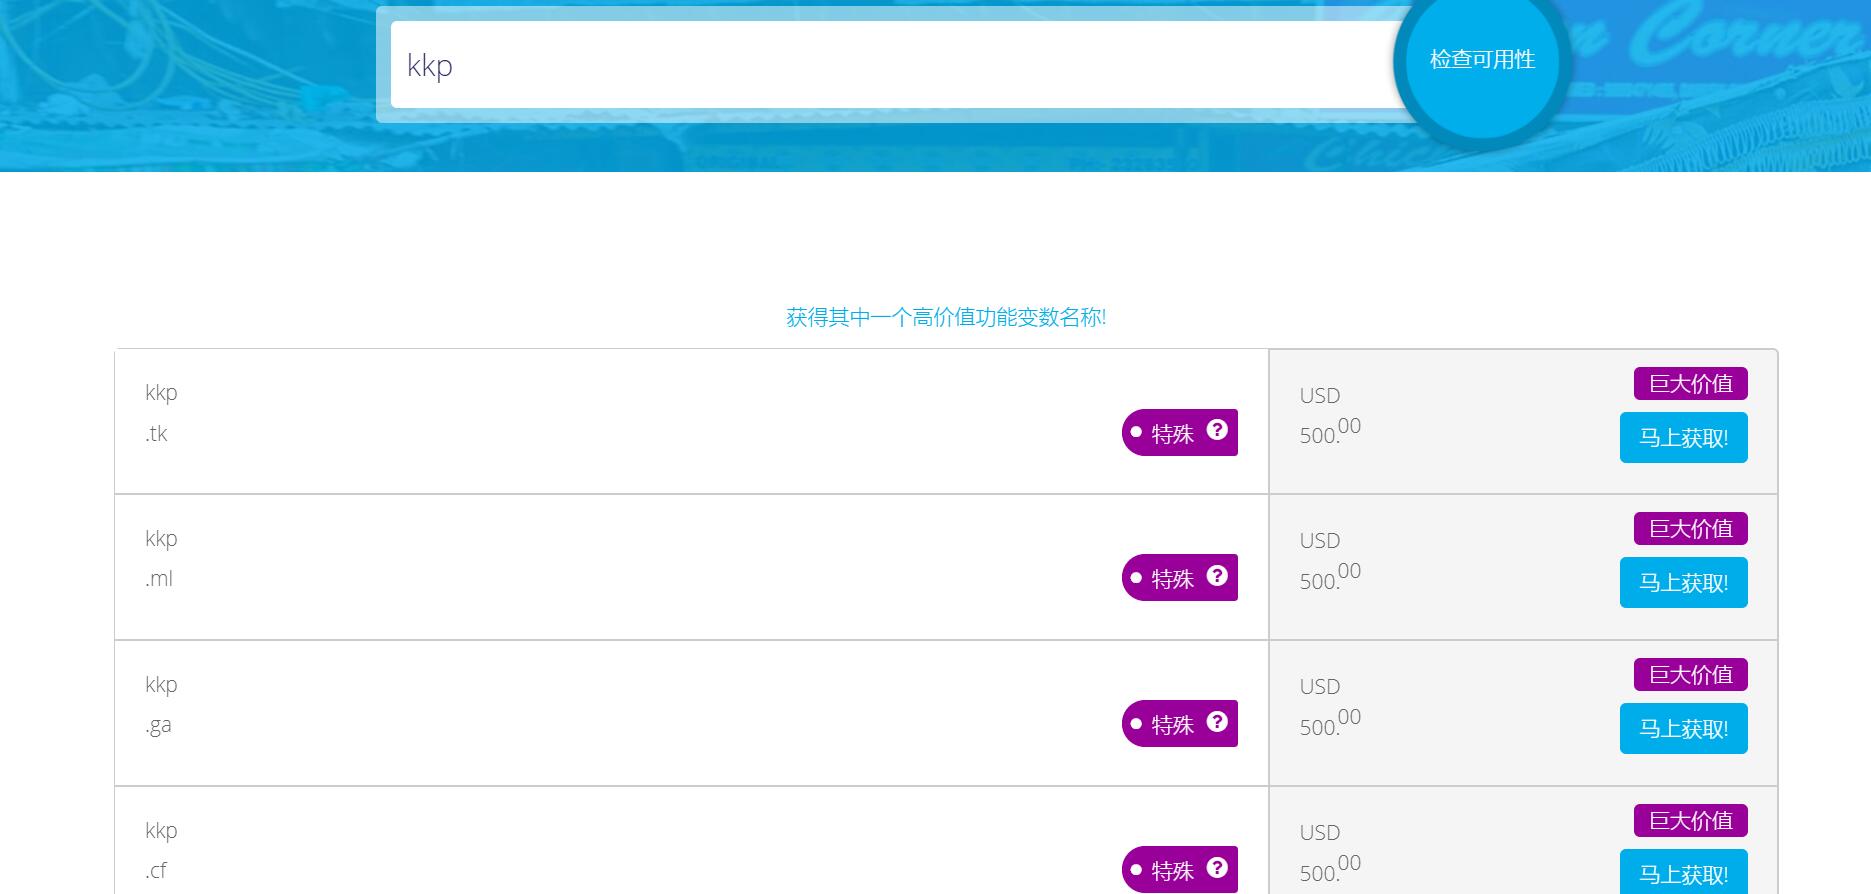 n Corner
kkp
检查可用性
ORIGINAL
Chic
获得其中一个高价值功能变数名称!
kkp
.tk
特殊
USD
500.00
巨大价值
马上获取!
kkp
.ml
特殊
USD
500.00
巨大价值
马上获取!
kkp
.ga
特殊
USD
500.00
巨大价值
马上获取!
kkp
.cf
特殊
USD
500.00
巨大价值
马上获取!